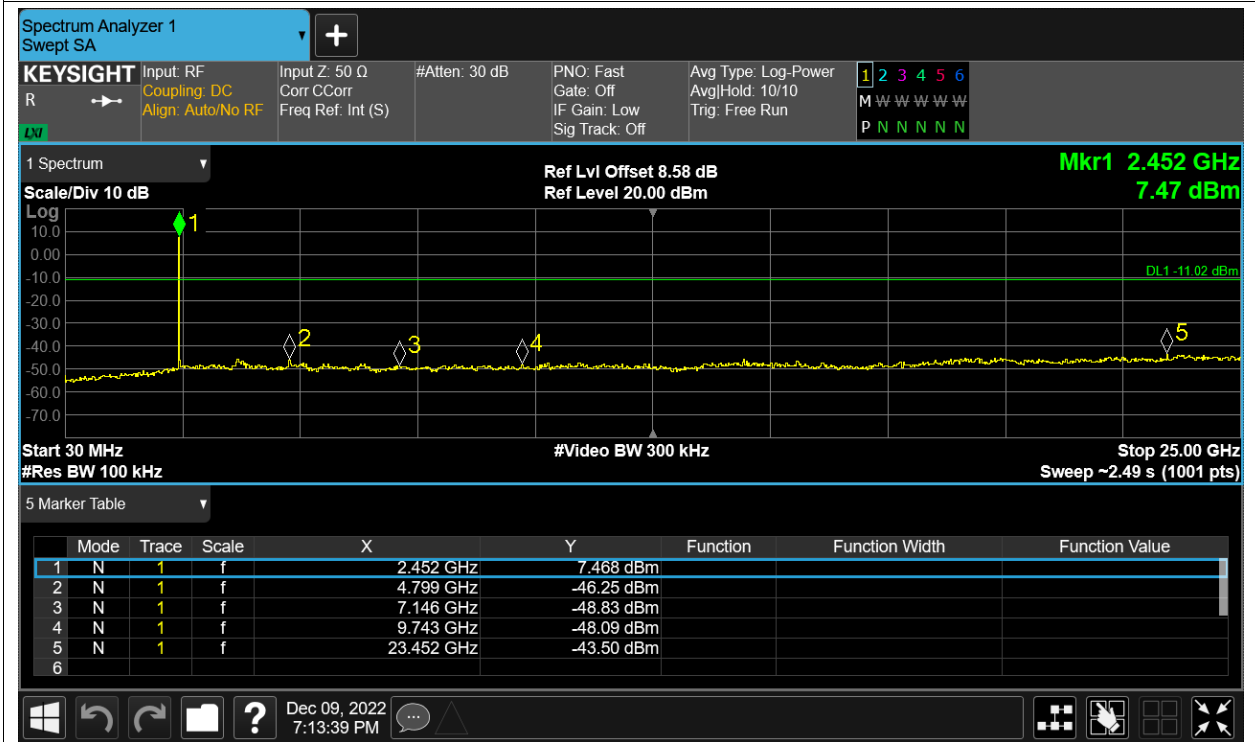 Spectrum Analyzer 1
Swept SA
+
KEYSIGHT Input: RF Input Z: 50 Ω #Atten: 30 dB PNO: Fast Avg Type: Log-Power 1 2 3 4 5 6
R Coupling: DC Corr CCorr Gate: Off Avg|Hold: 10/10 M W W W W W
Align: Auto/No RF Freq Ref: Int (S) IF Gain: Low Trig: Free Run
LXI Sig Track: Off P N N N N N
1 Spectrum Ref Lvl Offset 8.58 dB Mkr1 2.452 GHz
Scale/Div 10 dB Ref Level 20.00 dBm 7.47 dBm
Log
1
10.0
0.00
-10.0 DL1 -11.02 dBm
-20.0
-30.0
2 3 4 5
-40.0
-50.0
-60.0
-70.0
Start 30 MHz #Video BW 300 kHz Stop 25.00 GHz
#Res BW 100 kHz Sweep ~2.49 s (1001 pts)
5 Marker Table
Mode Trace Scale X Y Function Function Width Function Value
1 N 1 f 2.452 GHz 7.468 dBm
2 N 1 f 4.799 GHz -46.25 dBm
3 N 1 f 7.146 GHz -48.83 dBm
4 N 1 f 9.743 GHz -48.09 dBm
5 N 1 f 23.452 GHz -43.50 dBm
6
? Dec 09, 2022
7:13:39 PM